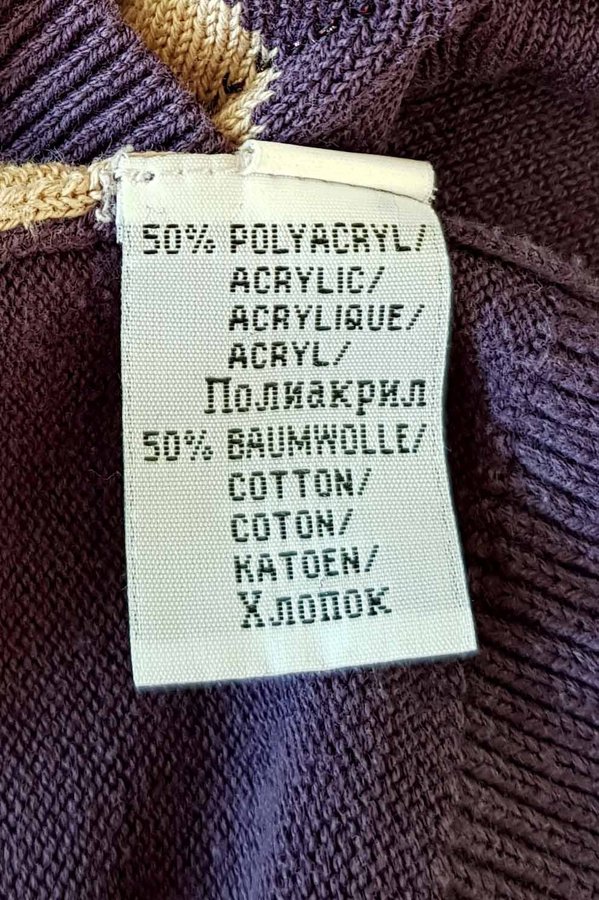 50% POLYACRYL/
ACRYLIC/
ACRYLIQUE/
ACRYL/
Полиакрил
50% BAUMWOLLE/
COTTON/
COTON/
KATOEN/
Хлопок